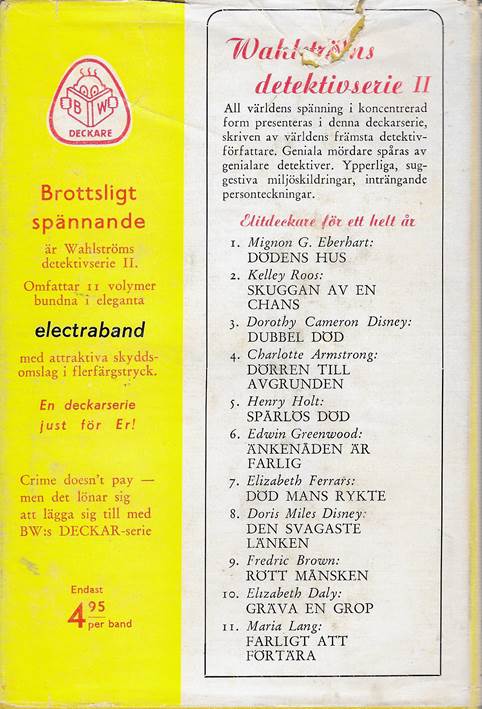 B W
DECKARE
Brottsligt
spännande
är Wahlströms
detektivserie II.
Omfattar 11 volymer
bundna i eleganta
electraband
med attraktiva skydds-
omslag i flerfärgstryck.
En deckarserie
just för Er!
Crime doesn't pay —
men det lönar sig
att lägga sig till med
BW:s DECKAR-serie
Endast
4 95
per band
Wahlströms
detektivserie II
All världens spänning i koncentrerad
form presenteras i denna deckarserie,
skriven av världens främsta detektiv-
författare. Geniala mördare spåras av
genialare detektiver. Ypperliga, sug-
gestiva miljöskildringar, inträngande
personteckningar.
Elitdeckare för ett helt år
1. Mignon G. Eberhart:
DÖDENS HUS
2. Kelley Roos:
SKUGGAN AV EN
CHANS
3. Dorothy Cameron Disney:
DUBBEL DÖD
4. Charlotte Armstrong:
DÖRREN TILL
AVGRUNDEN
5. Henry Holt:
SPÅRLÖS DÖD
6. Edwin Greenwood:
ÄNKENÅDEN ÄR
FARLIG
7. Elizabeth Ferrars:
DÖD MANS RYKTE
8. Doris Miles Disney:
DEN SVAGASTE
LÄNKEN
9. Fredric Brown:
RÖTT MÅNSKEN
10. Elizabeth Daly:
GRÄVA EN GROP
11. Maria Lang:
FARLIGT ATT
FÖRTÄRA